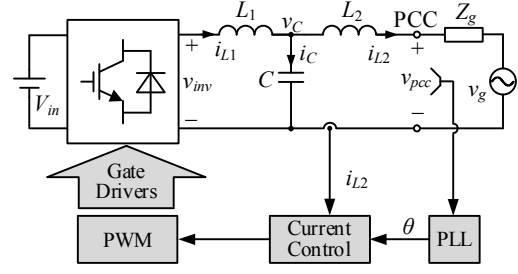 L1
vC
L2
PCC
Zg
+
iL1
iC
iL2
+
Vin
vinv
C
vpcc
vg
−
−
Gate
Drivers
iL2
PWM
Current
Control
θ
PLL